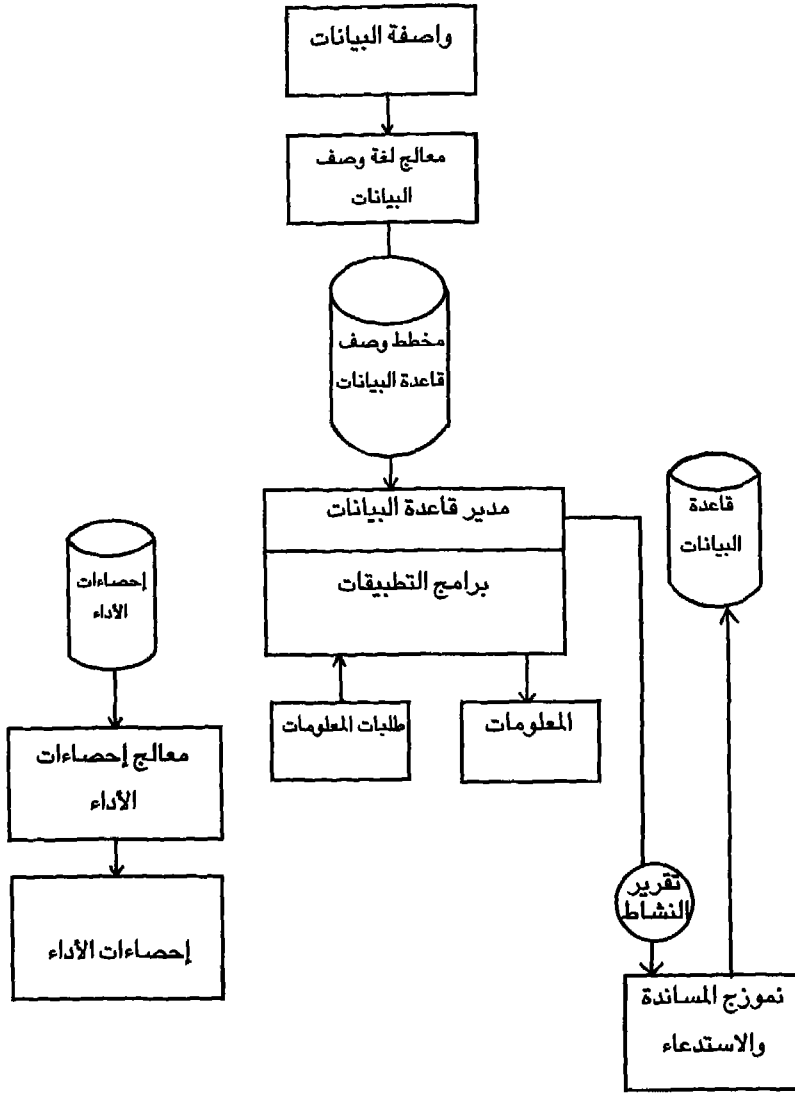 واصفة البيانات
معالج لغة وصف
البيانات
مخطط وصف
قاعدة البيانات
مدير قاعدة البيانات
برامج التطبيقات
طلبات المعلومات
المعلومات
قاعدة
البيانات
إحصاءات
الأداء
معالج إحصاءات
الأداء
إحصاءات الأداء
تقرير
النشاط
نموزج المساندة
والاستدعاء